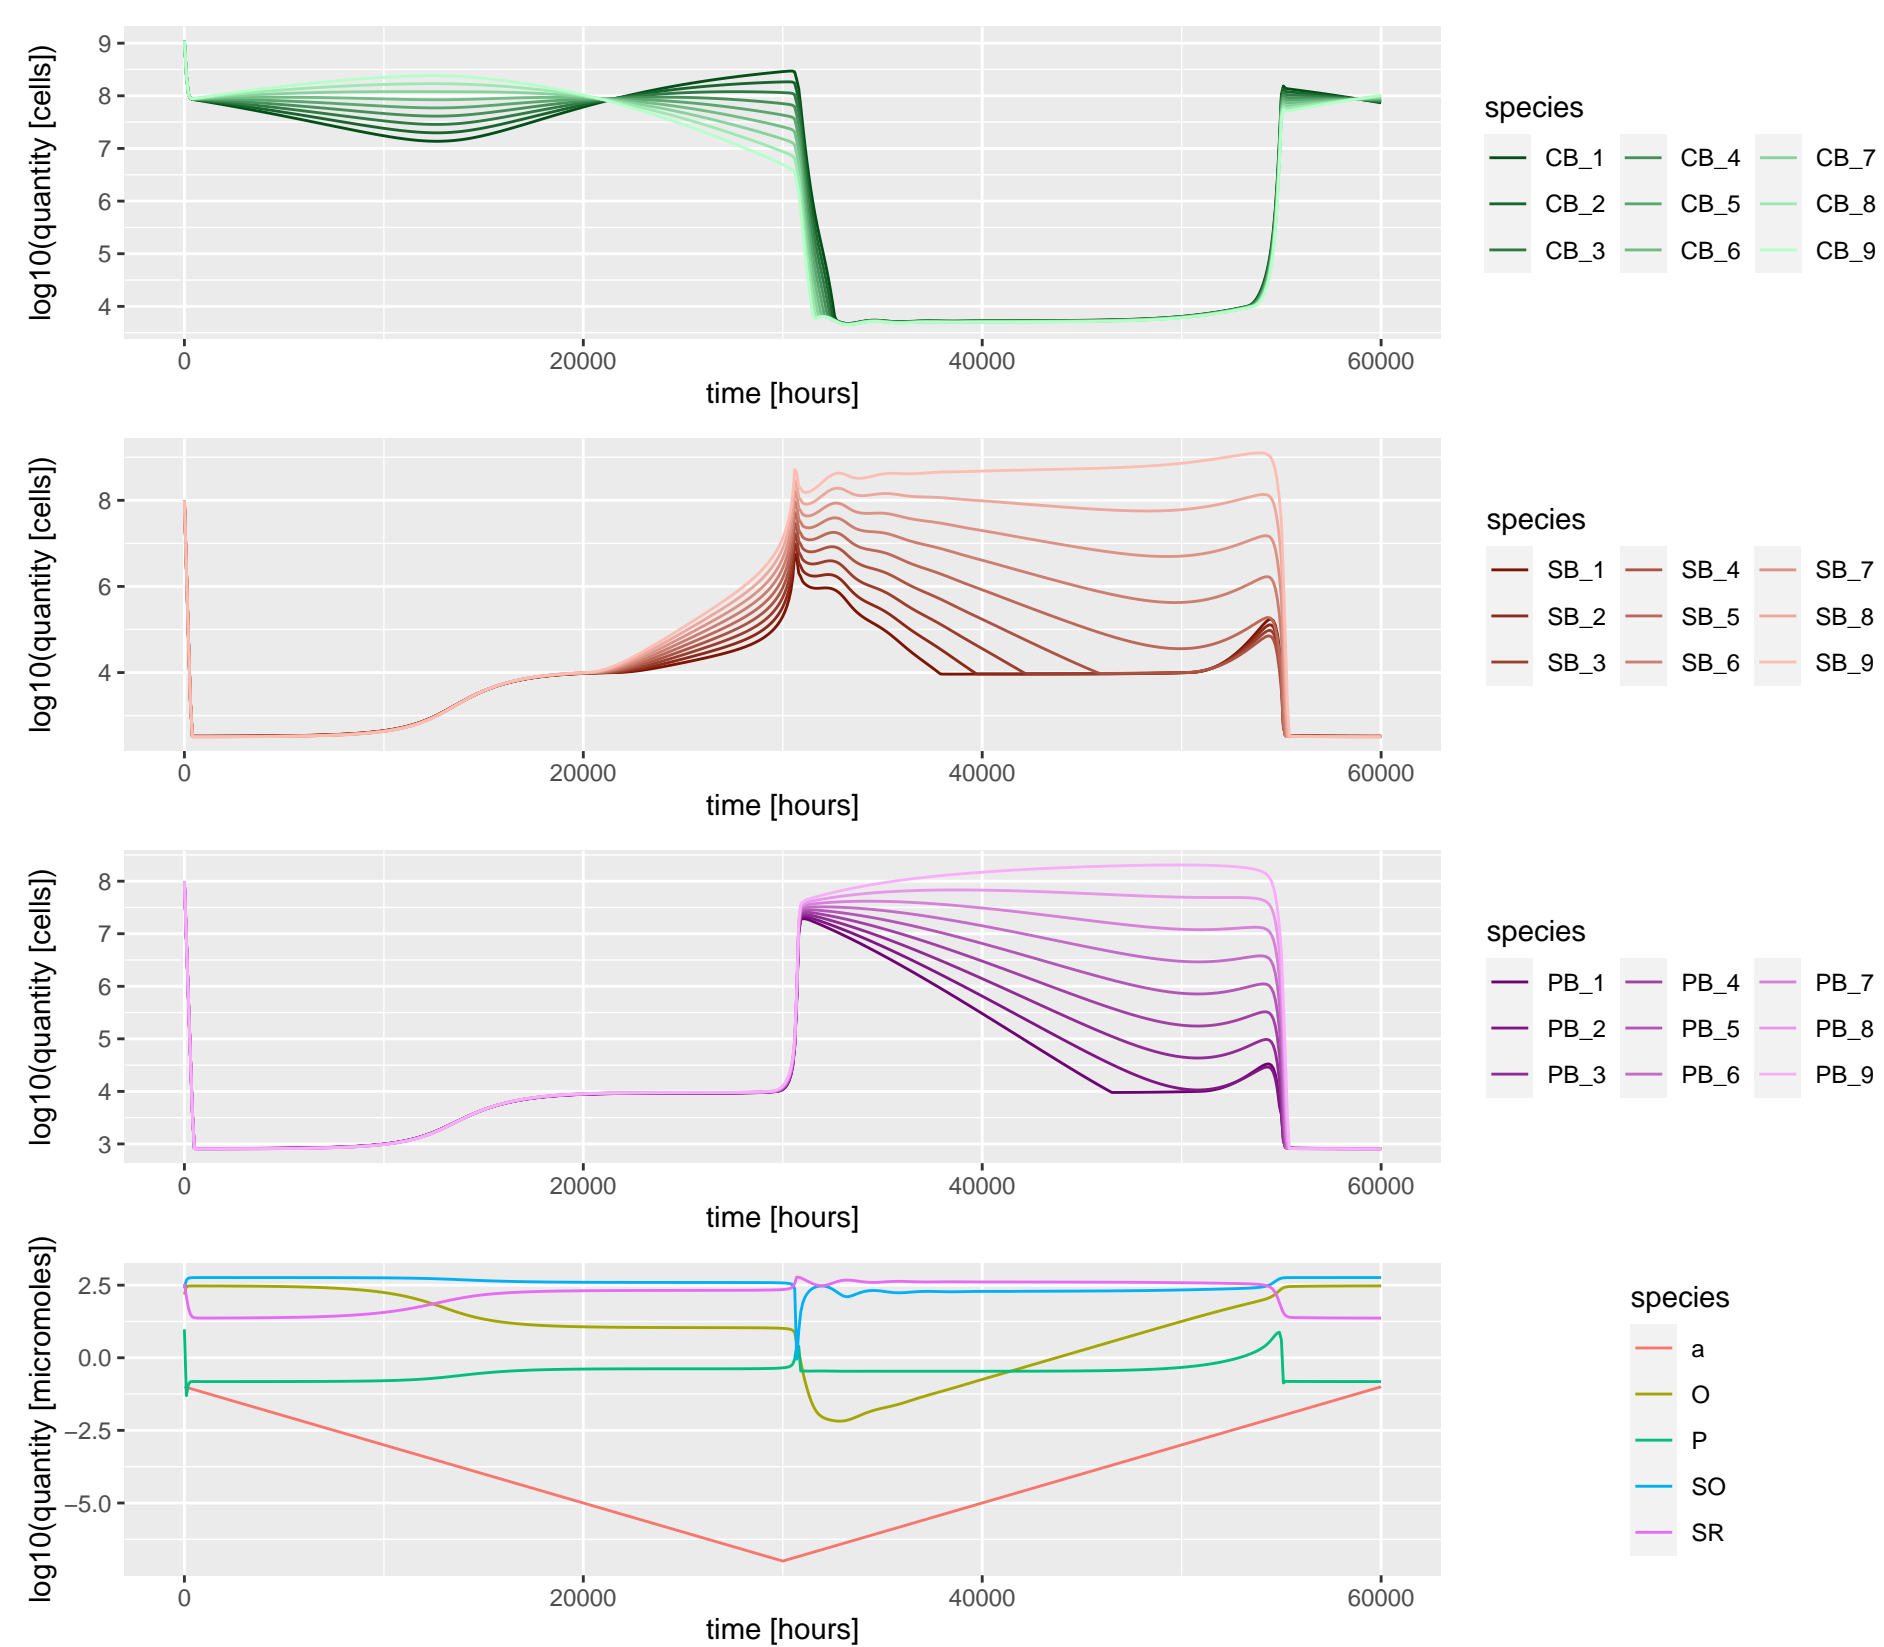 log10(quantity [cells])
9
8
7
6
5
4
0 20000 40000 60000
time [hours]
species
CB_1 CB_4 CB_7
CB_2 CB_5 CB_8
CB_3 CB_6 CB_9
log10(quantity [cells])
8
6
4
0 20000 40000 60000
time [hours]
species
SB_1 SB_4 SB_7
SB_2 SB_5 SB_8
SB_3 SB_6 SB_9
log10(quantity [cells])
8
7
6
5
4
3
0 20000 40000 60000
time [hours]
species
PB_1 PB_4 PB_7
PB_2 PB_5 PB_8
PB_3 PB_6 PB_9
log10(quantity [micromoles])
2.5
0.0
−2.5
−5.0
0 20000 40000 60000
time [hours]
species
a
O
P
SO
SR